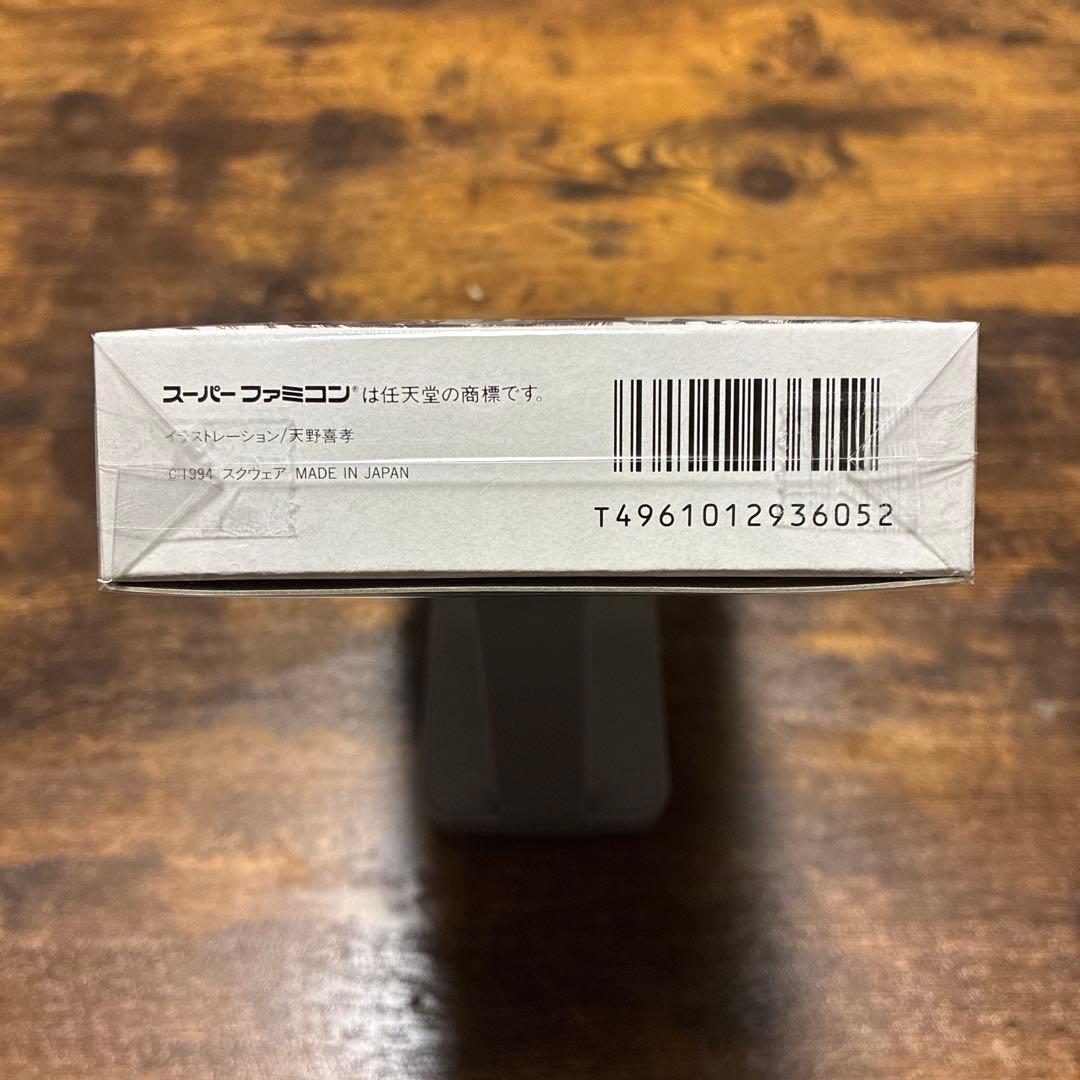 スーパーファミコン®は任天堂の商標です。
イラストレーション/天野喜孝
©1994 スクウェア MADE IN JAPAN
T4961012936052